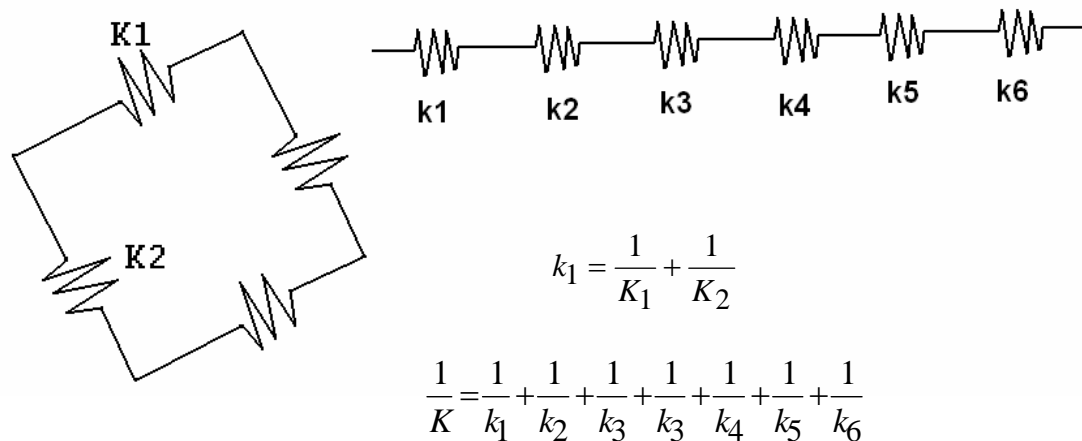 K1
k1 k2 k3 k4 k5 k6
K2
k₁ = 1/K₁ + 1/K₂
1/K = 1/k₁ + 1/k₂ + 1/k₃ + 1/k₃ + 1/k₄ + 1/k₅ + 1/k₆